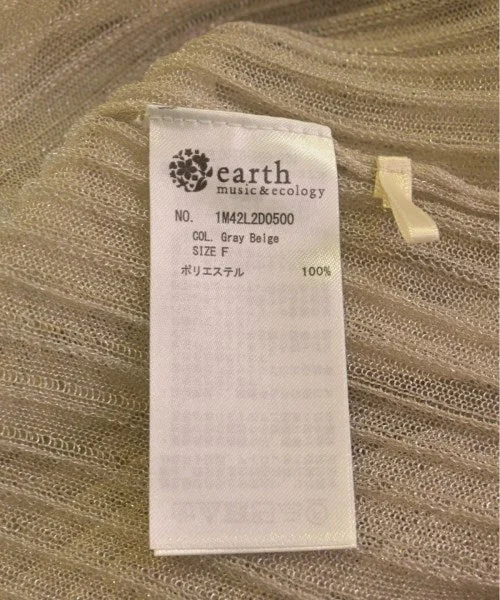 earth
music&ecology
NO. 1M42L2D0500
COL. Gray Beige
SIZE F
ポリエステル 100%